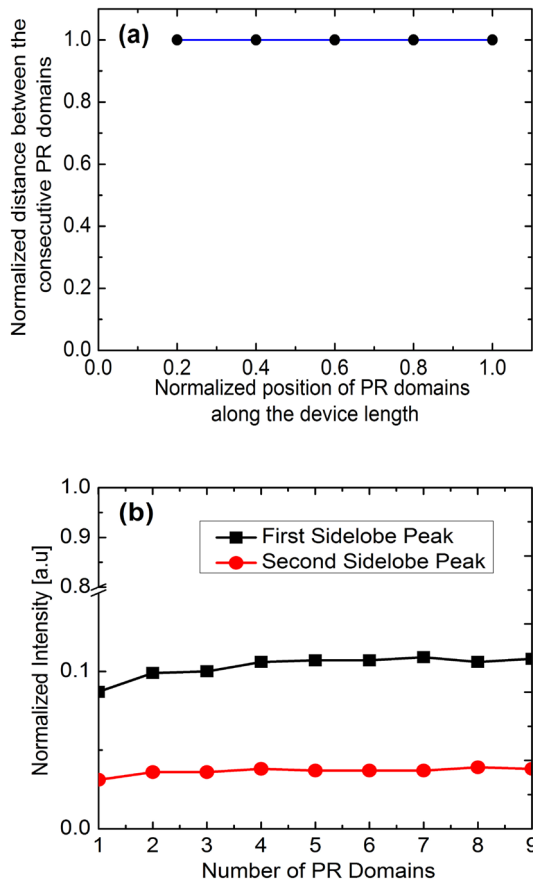 (a)
Normalized distance between the
consecutive PR domains
1.0
0.8
0.6
0.4
0.2
0.0
0.0 0.2 0.4 0.6 0.8 1.0
Normalized position of PR domains
along the device length
(b)
Normalized Intensity [a.u]
1.0
0.9
0.8
0.1
0.0
First Sidelobe Peak
Second Sidelobe Peak
1 2 3 4 5 6 7 8 9
Number of PR Domains